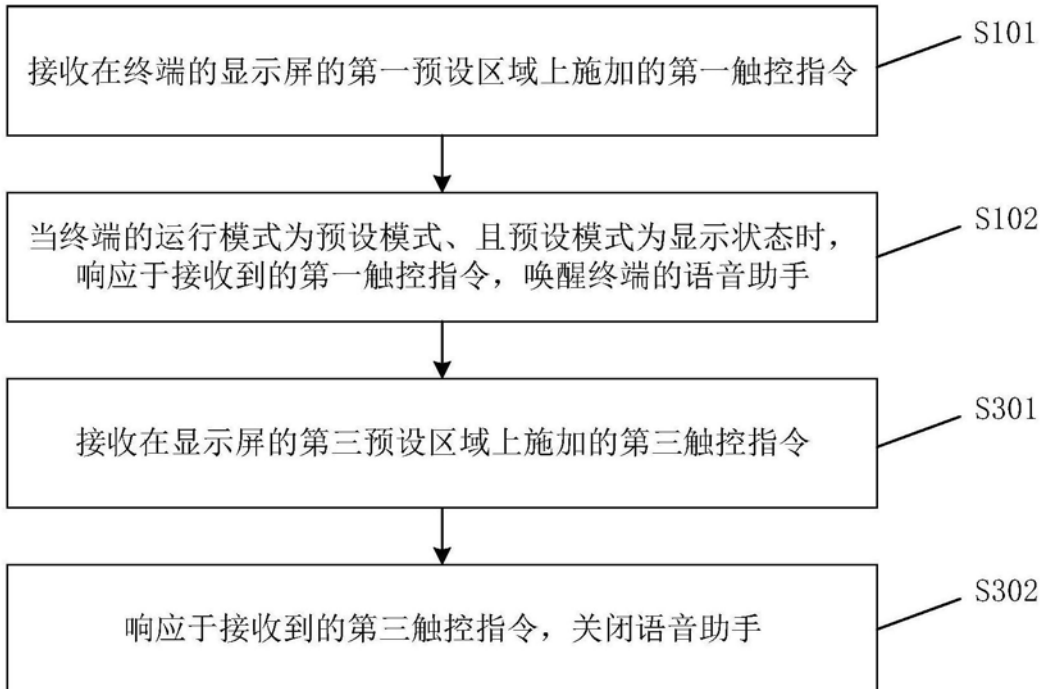 接收在终端的显示屏的第一预设区域上施加的第一触控指令
S101
当终端的运行模式为预设模式、且预设模式为显示状态时，
响应于接收到的第一触控指令，唤醒终端的语音助手
S102
接收在显示屏的第三预设区域上施加的第三触控指令
S301
响应于接收到的第三触控指令，关闭语音助手
S302